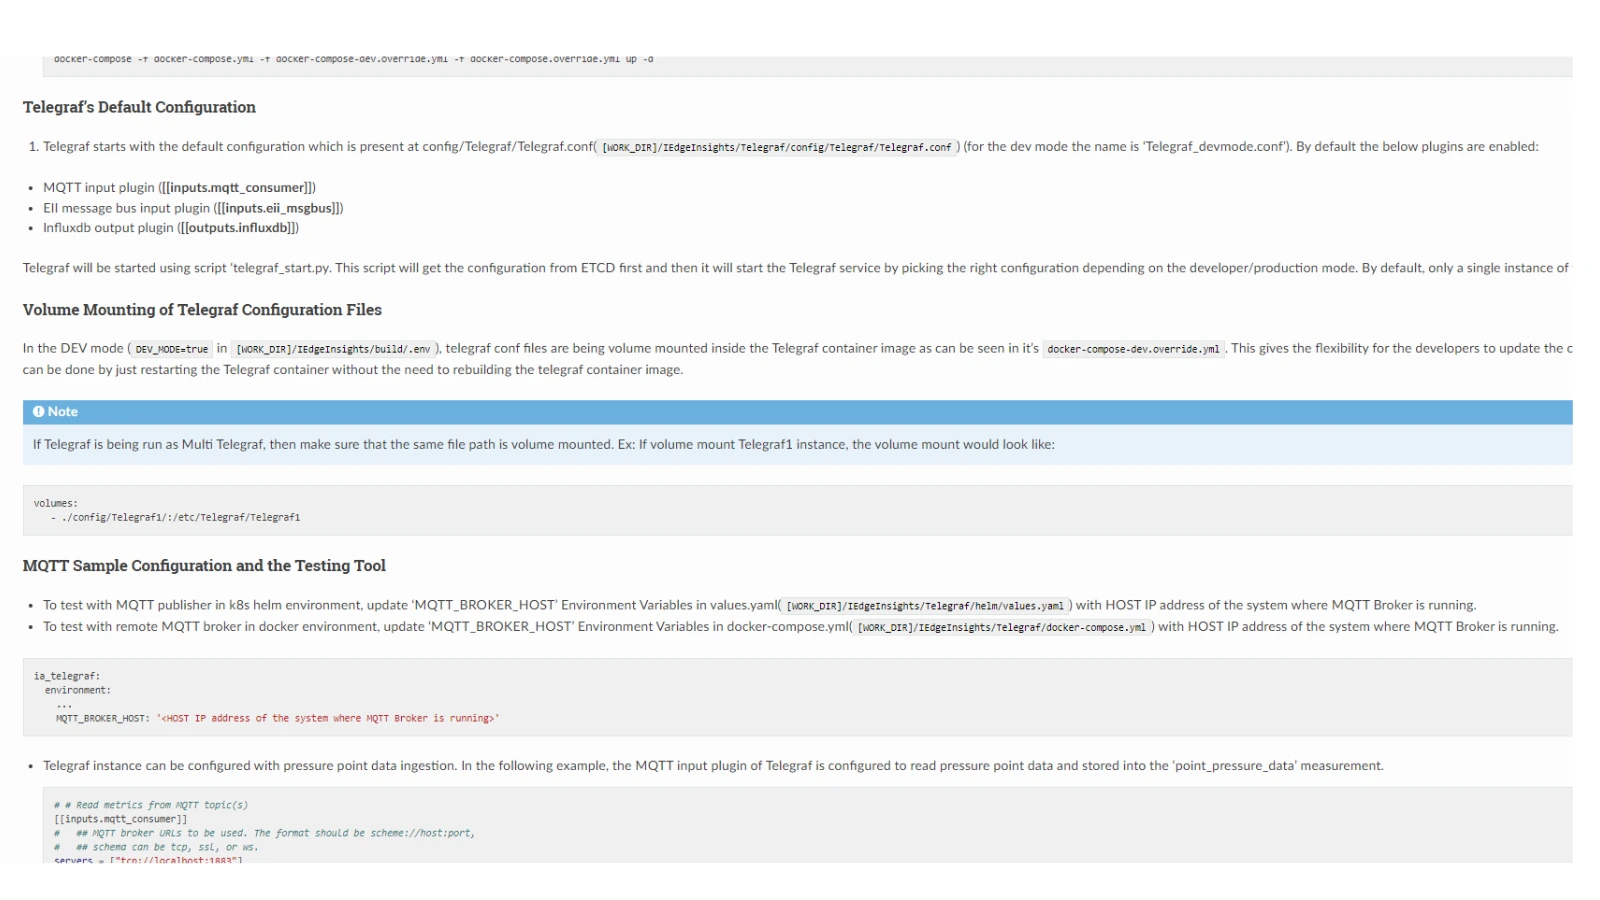 docker-compose -f docker-compose.yml -f docker-compose-dev.override.yml -f docker-compose.override.yml up -d
Telegraf's Default Configuration
1. Telegraf starts with the default configuration which is present at config/Telegraf/Telegraf.conf( [WORK_DIR]/IEdgeInsights/Telegraf/config/Telegraf/Telegraf.conf ) (for the dev mode the name is ‘Telegraf_devmode.conf’). By default the below plugins are enabled:
• MQTT input plugin ([[inputs.mqtt_consumer]])
• EII message bus input plugin ([[inputs.eii_msgbus]])
• Influxdb output plugin ([[outputs.influxdb]])
Telegraf will be started using script ‘telegraf_start.py. This script will get the configuration from ETCD first and then it will start the Telegraf service by picking the right configuration depending on the developer/production mode. By default, only a single instance of
Volume Mounting of Telegraf Configuration Files
In the DEV mode ( DEV_MODE=true in [WORK_DIR]/IEdgeInsights/build/.env ), telegraf conf files are being volume mounted inside the Telegraf container image as can be seen in it's docker-compose-dev.override.yml . This gives the flexibility for the developers to update the c
can be done by just restarting the Telegraf container without the need to rebuilding the telegraf container image.
Note
If Telegraf is being run as Multi Telegraf, then make sure that the same file path is volume mounted. Ex: If volume mount Telegraf1 instance, the volume mount would look like:
volumes:
   - ./config/Telegraf1/:/etc/Telegraf/Telegraf1
MQTT Sample Configuration and the Testing Tool
• To test with MQTT publisher in k8s helm environment, update ‘MQTT_BROKER_HOST’ Environment Variables in values.yaml( [WORK_DIR]/IEdgeInsights/Telegraf/helm/values.yaml ) with HOST IP address of the system where MQTT Broker is running.
• To test with remote MQTT broker in docker environment, update ‘MQTT_BROKER_HOST’ Environment Variables in docker-compose.yml( [WORK_DIR]/IEdgeInsights/Telegraf/docker-compose.yml ) with HOST IP address of the system where MQTT Broker is running.
ia_telegraf:
  environment:
    ...
    MQTT_BROKER_HOST: '<HOST IP address of the system where MQTT Broker is running>'
• Telegraf instance can be configured with pressure point data ingestion. In the following example, the MQTT input plugin of Telegraf is configured to read pressure point data and stored into the ‘point_pressure_data’ measurement.
# # Read metrics from MQTT topic(s)
[[inputs.mqtt_consumer]]
#   ## MQTT broker URLs to be used. The format should be scheme://host:port,
#   ## schema can be tcp, ssl, or ws.
servers = ["tcp://localhost:1883"]